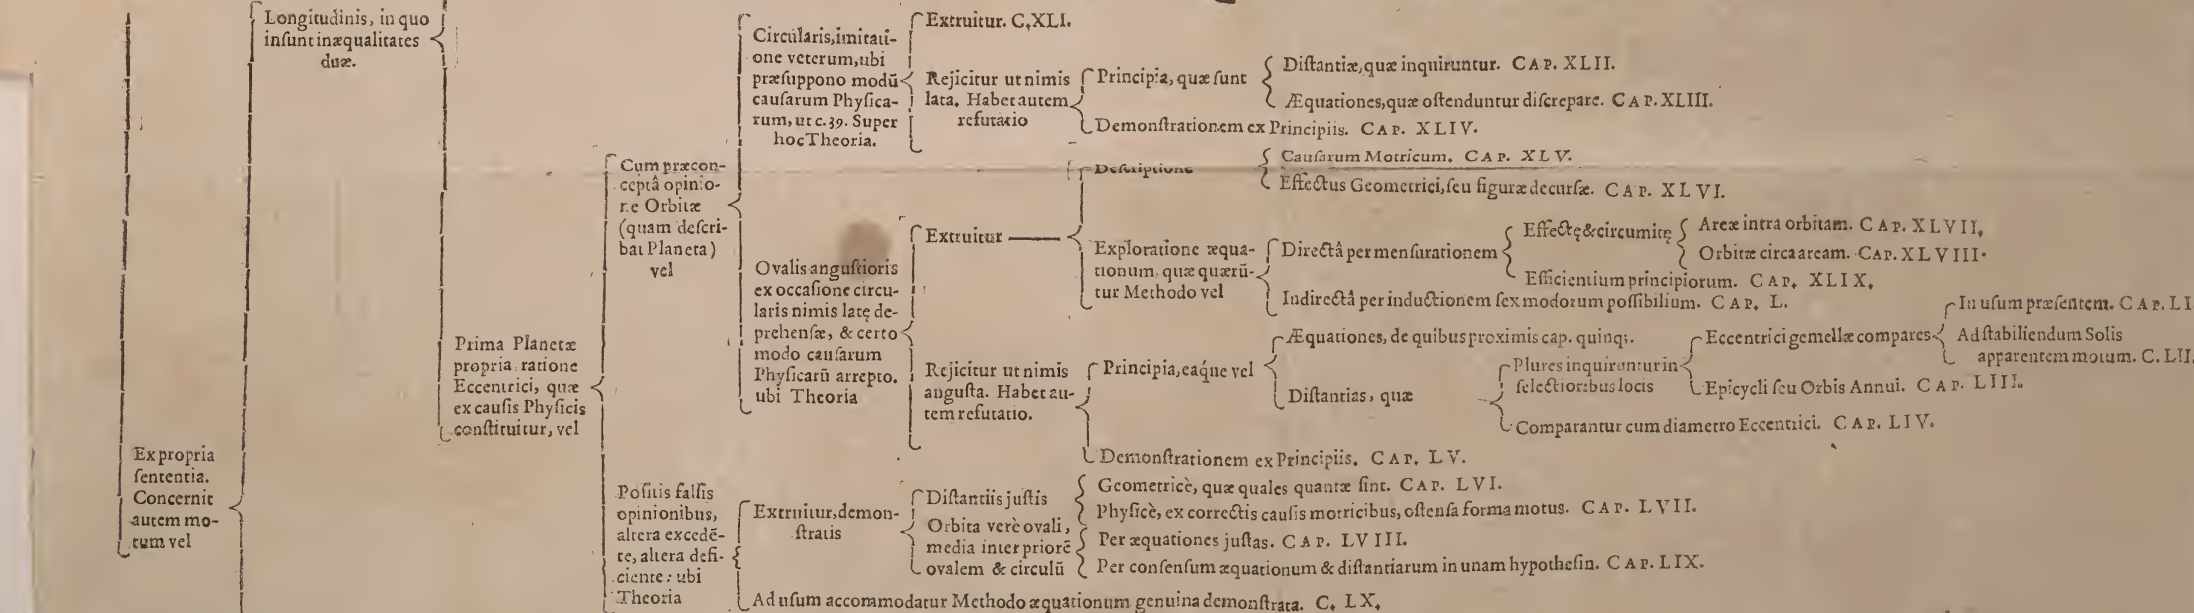 Longitudinis, in quo
inſunt inæqualitates
duæ.
Ex propria
ſententia.
Concernit
autem mo-
tum vel
Prima Planetæ
propria ratione
Eccentrici, quæ
ex cauſis Phyſicis
conſtituitur, vel
Cum præcon-
ceptâ opinio-
ne Orbitæ
(quam deſcri-
bat Planeta)
vel
Circularis, imitati-
one veterum, ubi
præſuppono modū
cauſarum Phyſica-
rum, ut c. 39. Super
hoc Theoria.
Extruitur. C, XLI.
Rejicitur ut nimis
lata. Habet autem
refutatio
Principia, quæ ſunt
Diſtantiæ, quæ inquiruntur. CAP. XLII.
Æquationes, quæ oſtenduntur diſcrepare. CAP. XLIII.
Demonſtrationem ex Principiis. CAP. XLIV.
Ovalis anguſtioris
ex occaſione circu-
laris nimis latę de-
prehenſæ, & certo
modo cauſarum
Phyſicarū arrepto.
ubi Theoria
Extruitur
Deſcriptione
Cauſarum Motricum. CAP. XLV.
Effectus Geometrici, ſeu figuræ decurſæ. CAP. XLVI.
Exploratione æqua-
tionum, quæ quærū-
tur Methodo vel
Directâ per menſurationem
Effectę & circumitę
Areæ intra orbitam. CAP. XLVII,
Orbitæ circa aream. CAP. XLVIII.
Efficientium principiorum. CAP, XLIX,
Indirectâ per inductionem ſex modorum poſſibilium. CAP, L.
Rejicitur ut nimis
anguſta. Habet au-
tem refutatio.
Principia, eaq́ue vel
Æquationes, de quibus proximis cap. quinq;.
Diſtantias, quæ
Plures inquiruntur in
ſelectioribus locis
Eccentrici gemellæ compares
In uſum præſentem. CAP. LI
Ad ſtabiliendum Solis
apparentem motum. C. LII.
Epicycli ſeu Orbis Annui. CAP. LIII.
Comparantur cum diametro Eccentrici. CAP. LIV.
Demonſtrationem ex Principiis. CAP, LV.
Poſitis falſis
opinionibus,
altera excedē-
te, altera defi-
ciente: ubi
Theoria
Extruitur, demon-
ſtratis
Diſtantiis juſtis
Geometricè, quæ quales quantæ ſint. CAP. LVI.
Phyſicè, ex correctis cauſis motricibus, oſtenſa forma motus. CAP. LVII.
Orbita verè ovali,
media inter priorē
ovalem & circulū
Per æquationes juſtas. CAP. LVIII.
Per conſenſum æquationum & diſtantiarum in unam hypotheſin. CAP. LIX.
Ad uſum accommodatur Methodo æquationum genuina demonſtrata. C, LX,